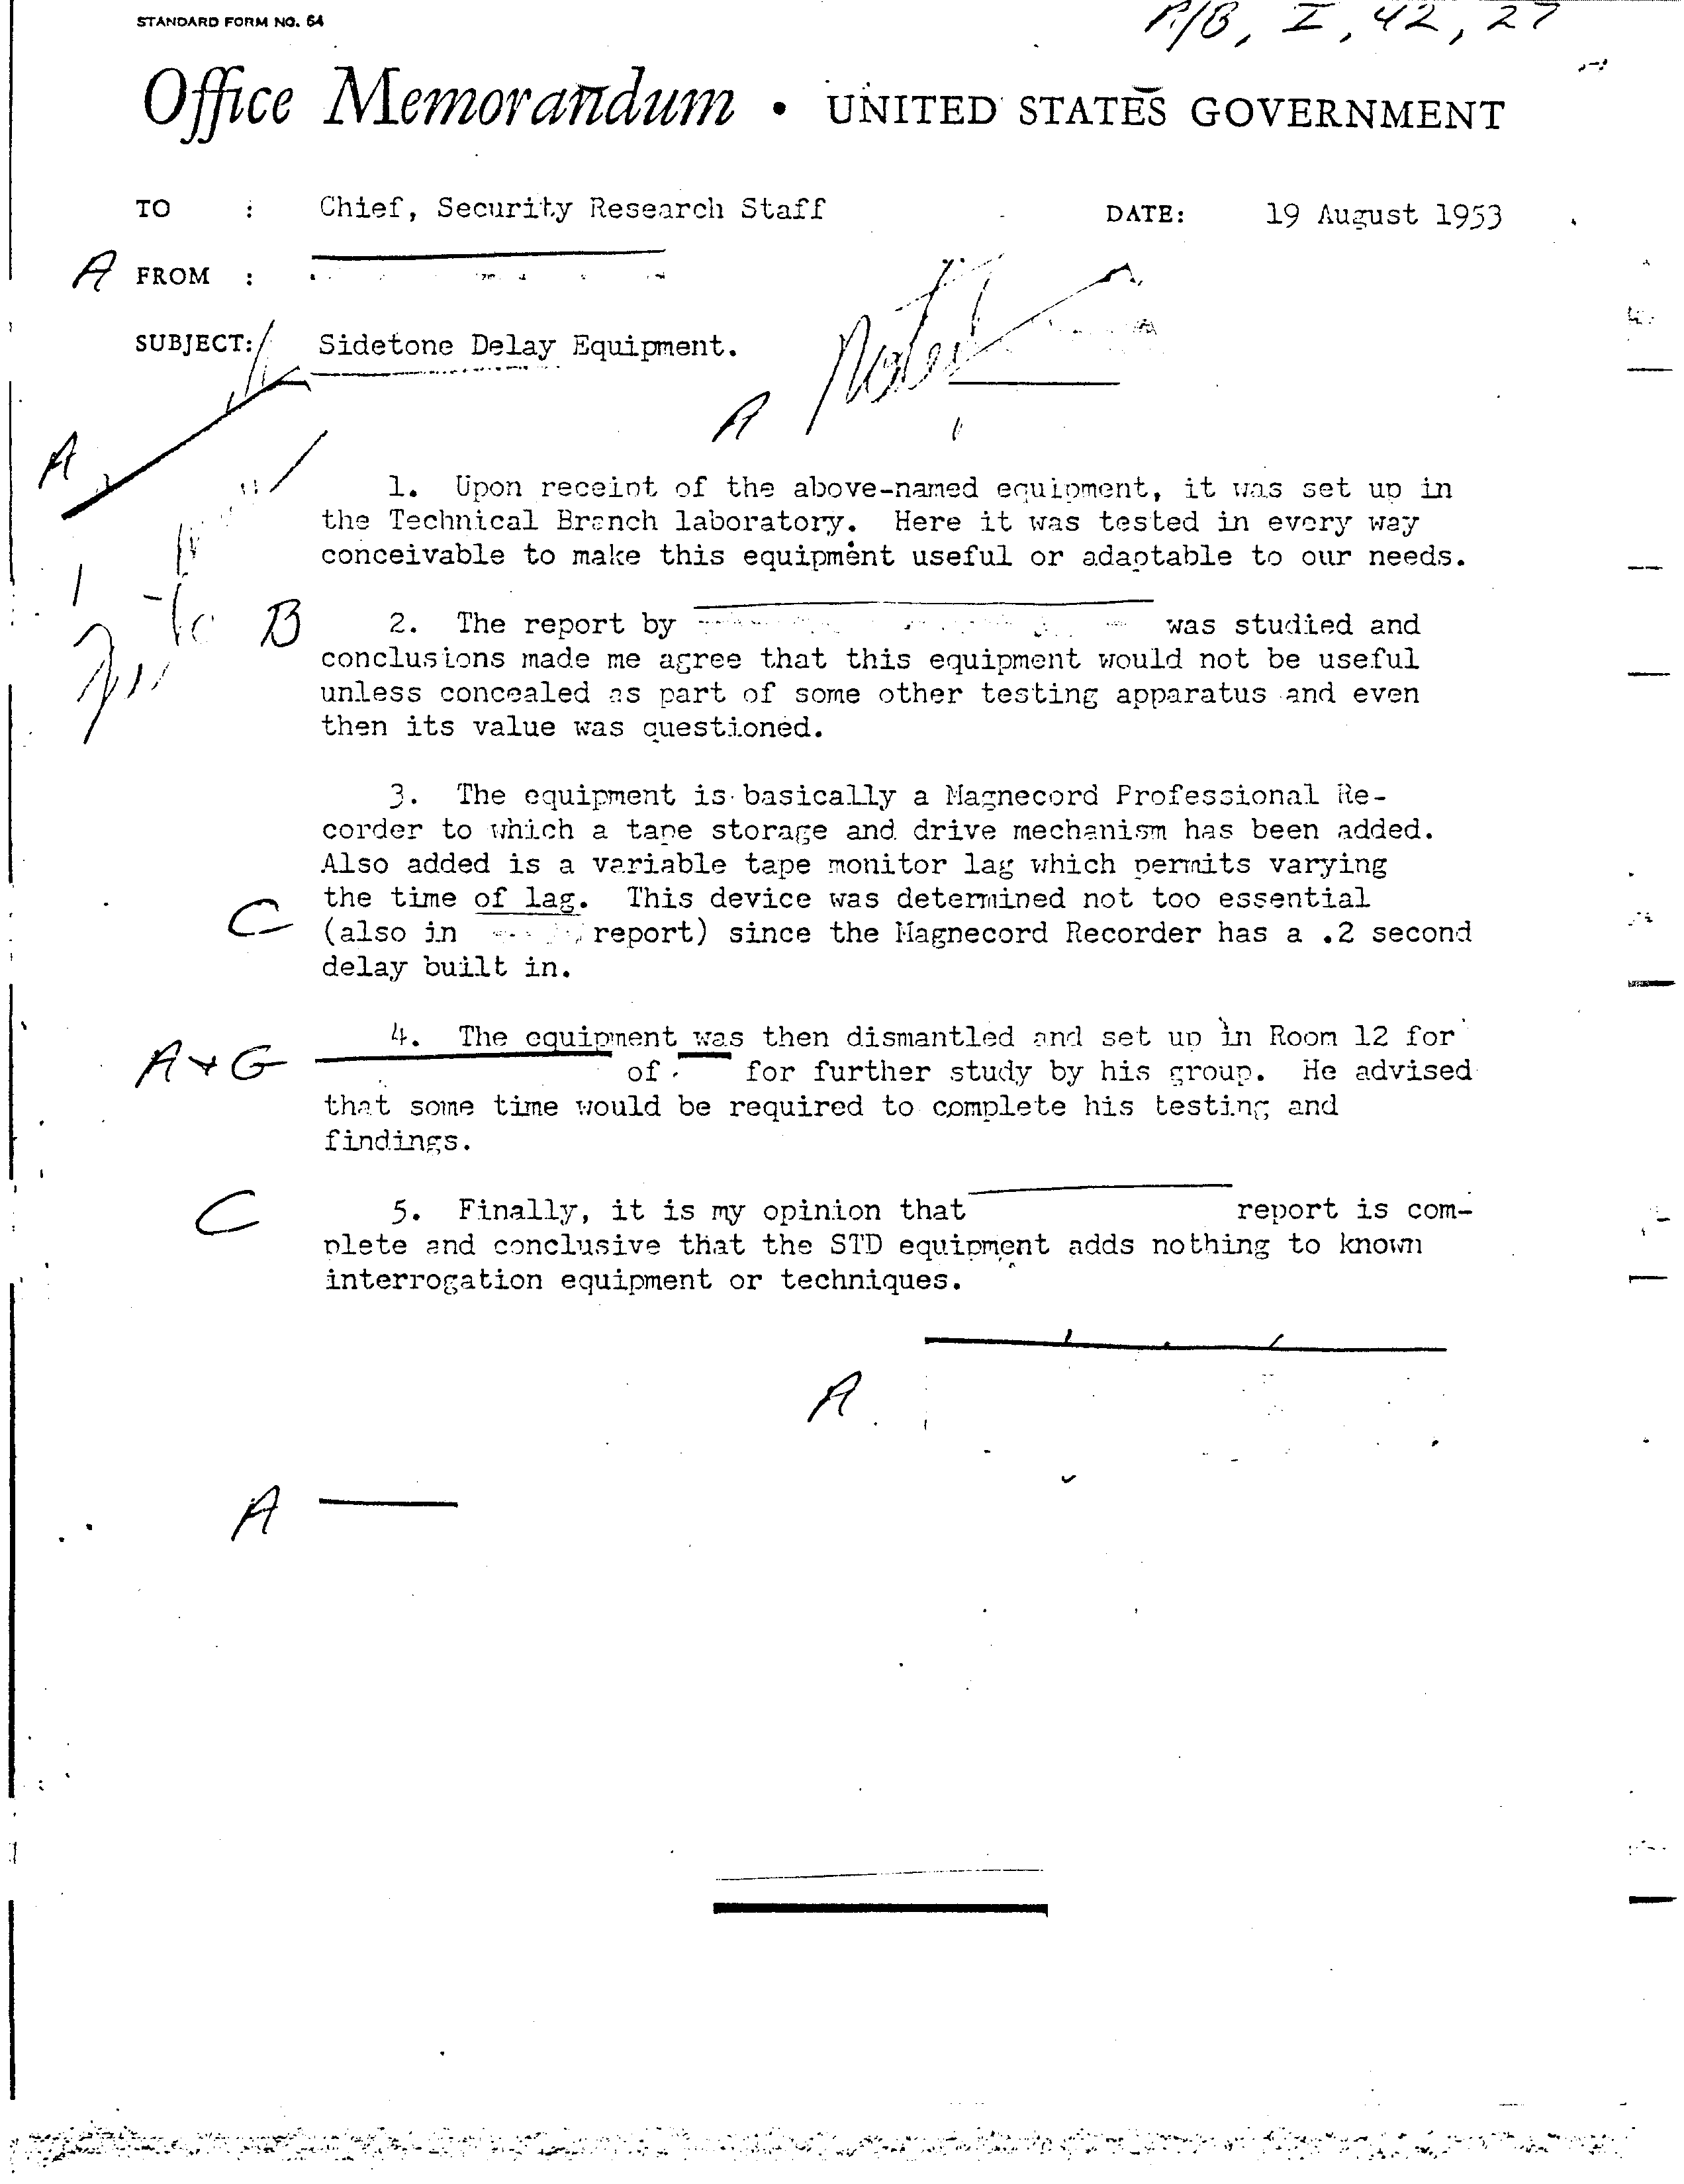 STANDARD FORM NO. 64
A/B, I, 42, 27
Office Memorandum • UNITED STATES GOVERNMENT
TO : Chief, Security Research Staff DATE: 19 August 1953
A FROM :
SUBJECT: Sidetone Delay Equipment.
Noted
A
A
1. Upon receipt of the above-named equipment, it was set up in
the Technical Branch laboratory. Here it was tested in every way
conceivable to make this equipment useful or adaptable to our needs.
B 2. The report by was studied and
conclusions made me agree that this equipment would not be useful
unless concealed as part of some other testing apparatus and even
then its value was questioned.
3. The equipment is basically a Magnecord Professional Re-
corder to which a tape storage and drive mechanism has been added.
Also added is a variable tape monitor lag which permits varying
the time of lag. This device was determined not too essential
C (also in report) since the Magnecord Recorder has a .2 second
delay built in.
4. The equipment was then dismantled and set up in Room 12 for
A + G of for further study by his group. He advised
that some time would be required to complete his testing and
findings.
C 5. Finally, it is my opinion that report is com-
plete and conclusive that the STD equipment adds nothing to known
interrogation equipment or techniques.
A
A